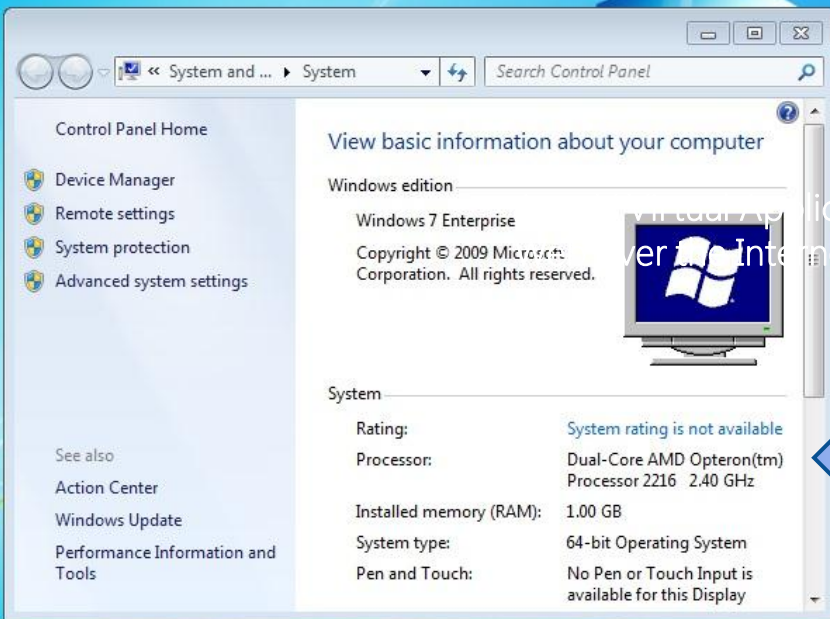 « System and ... ▸ System
Search Control Panel
Control Panel Home
Device Manager
Remote settings
System protection
Advanced system settings
See also
Action Center
Windows Update
Performance Information and
Tools
View basic information about your computer
Windows edition
Windows 7 Enterprise
Copyright © 2009
Corporation. All rights reserved.
Virtual
the
System
Rating: System rating is not available
Processor: Dual-Core AMD Opteron(tm)
Processor 2216 2.40 GHz
Installed memory (RAM): 1.00 GB
System type: 64-bit Operating System
Pen and Touch: No Pen or Touch Input is
available for this Display